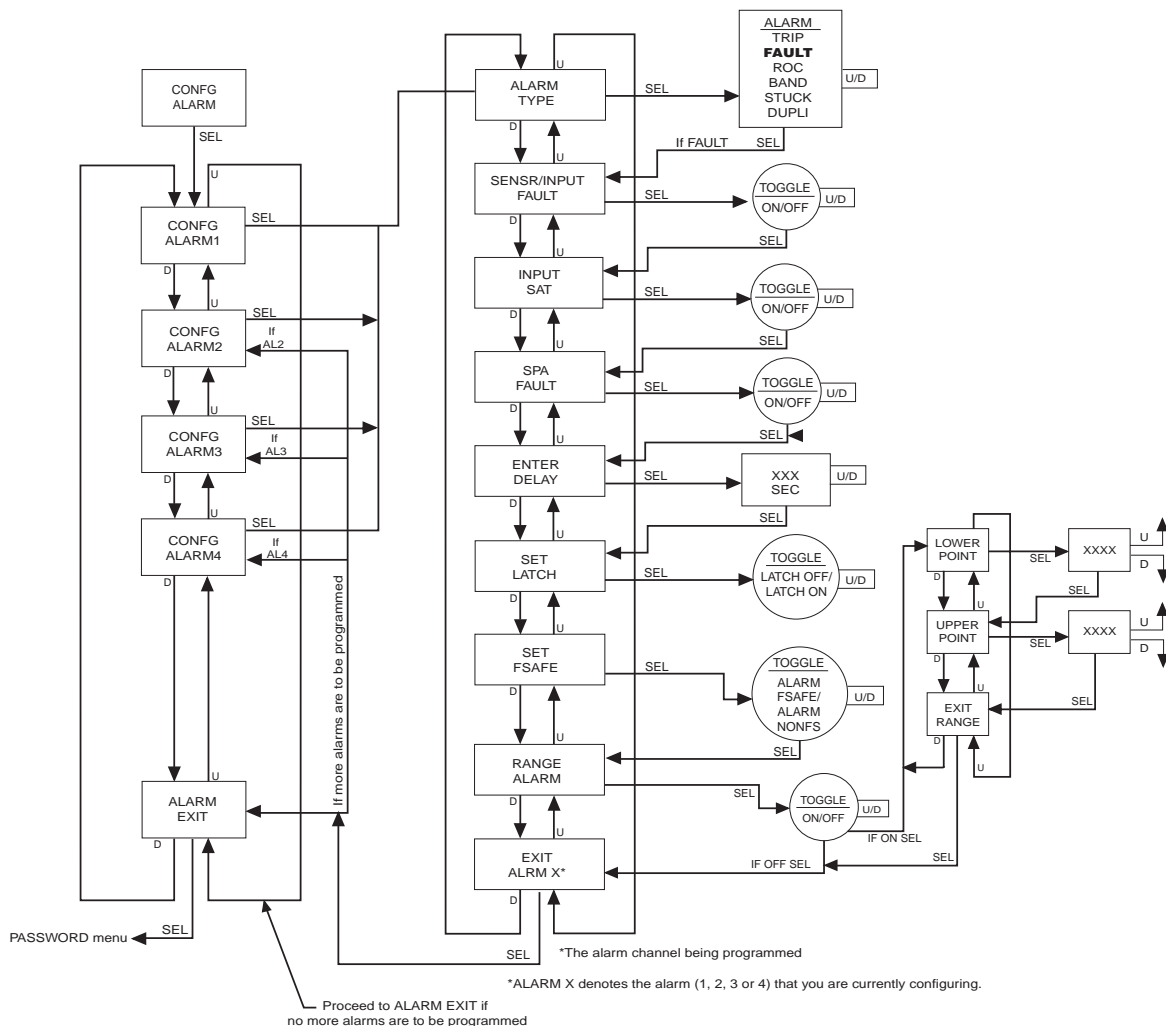 CONFG
ALARM
SEL
U
CONFG
ALARM1
SEL
D
U
CONFG
ALARM2
SEL
If
AL2
D
U
CONFG
ALARM3
SEL
If
AL3
D
U
CONFG
ALARM4
SEL
If
AL4
D
U
If more alarms are to be programmed
ALARM
EXIT
D
U
SEL
PASSWORD menu
SEL
Proceed to ALARM EXIT if
no more alarms are to be programmed
U
ALARM
TYPE
SEL
D
U
ALARM
TRIP
FAULT
ROC
BAND
STUCK
DUPLI
U/D
If FAULT
SEL
SENSR/INPUT
FAULT
SEL
D
U
TOGGLE
ON/OFF
U/D
SEL
INPUT
SAT
SEL
D
U
TOGGLE
ON/OFF
U/D
SEL
SPA
FAULT
SEL
D
U
TOGGLE
ON/OFF
U/D
SEL
ENTER
DELAY
SEL
D
U
XXX
SEC
U/D
SEL
SET
LATCH
SEL
D
U
TOGGLE
LATCH OFF/
LATCH ON
U/D
SET
FSAFE
SEL
D
U
TOGGLE
ALARM
FSAFE/
ALARM
NONFS
U/D
SEL
RANGE
ALARM
SEL
D
U
TOGGLE
ON/OFF
U/D
IF ON SEL
IF OFF SEL
SEL
EXIT
ALRM X*
D
U
LOWER
POINT
SEL
D
U
XXXX
U
D
SEL
UPPER
POINT
SEL
D
U
XXXX
U
D
SEL
EXIT
RANGE
D
U
*The alarm channel being programmed
*ALARM X denotes the alarm (1, 2, 3 or 4) that you are currently configuring.